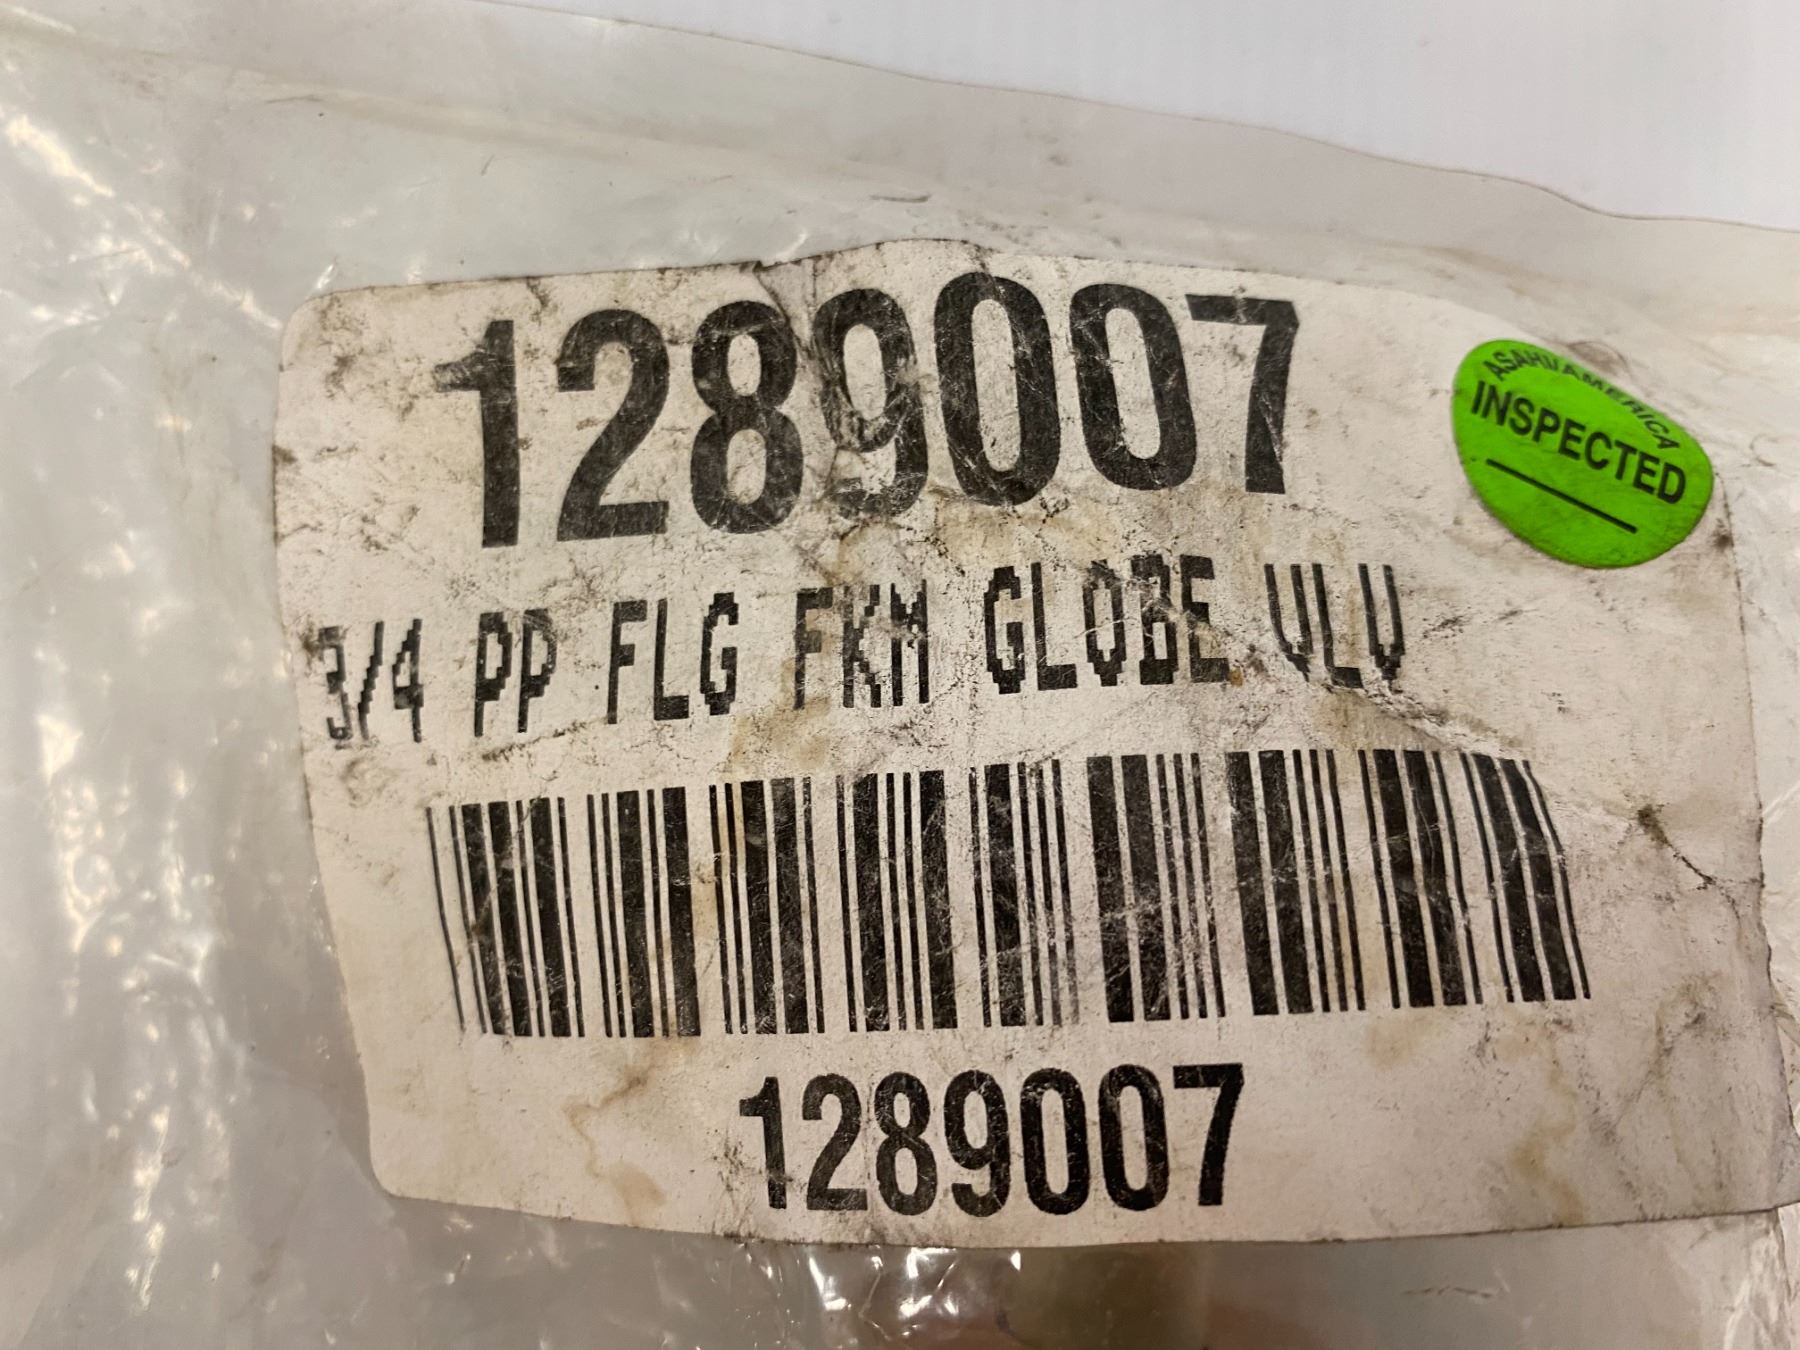 1289007
ASAHI/AMERICA
INSPECTED
3/4 PP FLG FKM GLOBE VLV
1289007